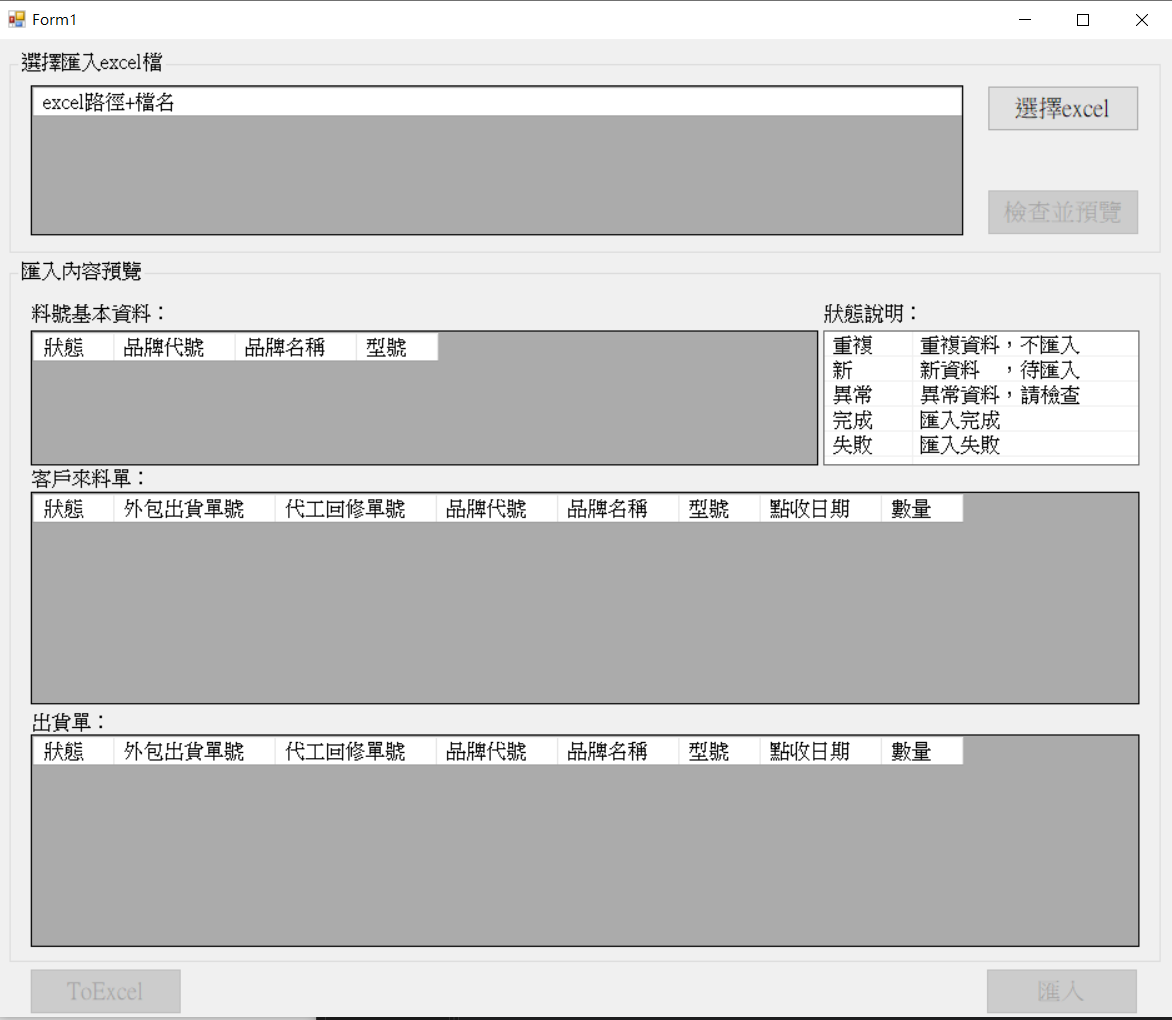 Form1
選擇匯入excel檔
excel路徑+檔名
選擇excel
檢查並預覽
匯入內容預覽
料號基本資料：
狀態說明：
狀態 品牌代號 品牌名稱 型號
重複 重複資料，不匯入
新 新資料　，待匯入
異常 異常資料，請檢查
完成 匯入完成
失敗 匯入失敗
客戶來料單：
狀態 外包出貨單號 代工回修單號 品牌代號 品牌名稱 型號 點收日期 數量
出貨單：
狀態 外包出貨單號 代工回修單號 品牌代號 品牌名稱 型號 點收日期 數量
ToExcel 匯入